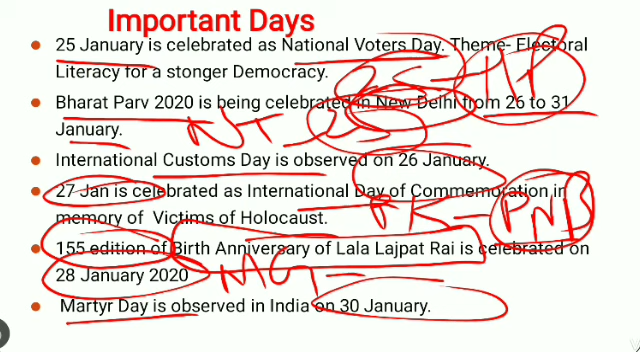 Important Days
25 January is celebrated as National Voters Day. Theme- Electoral
Literacy for a stonger Democracy.
Bharat Parv 2020 is being celebrated in New Delhi from 26 to 31
January.
International Customs Day is observed on 26 January.
27 Jan is celebrated as International Day of Commemoration in
memory of Victims of Holocaust.
155 edition of Birth Anniversary of Lala Lajpat Rai is celebrated on
28 January 2020
Martyr Day is observed in India on 30 January.